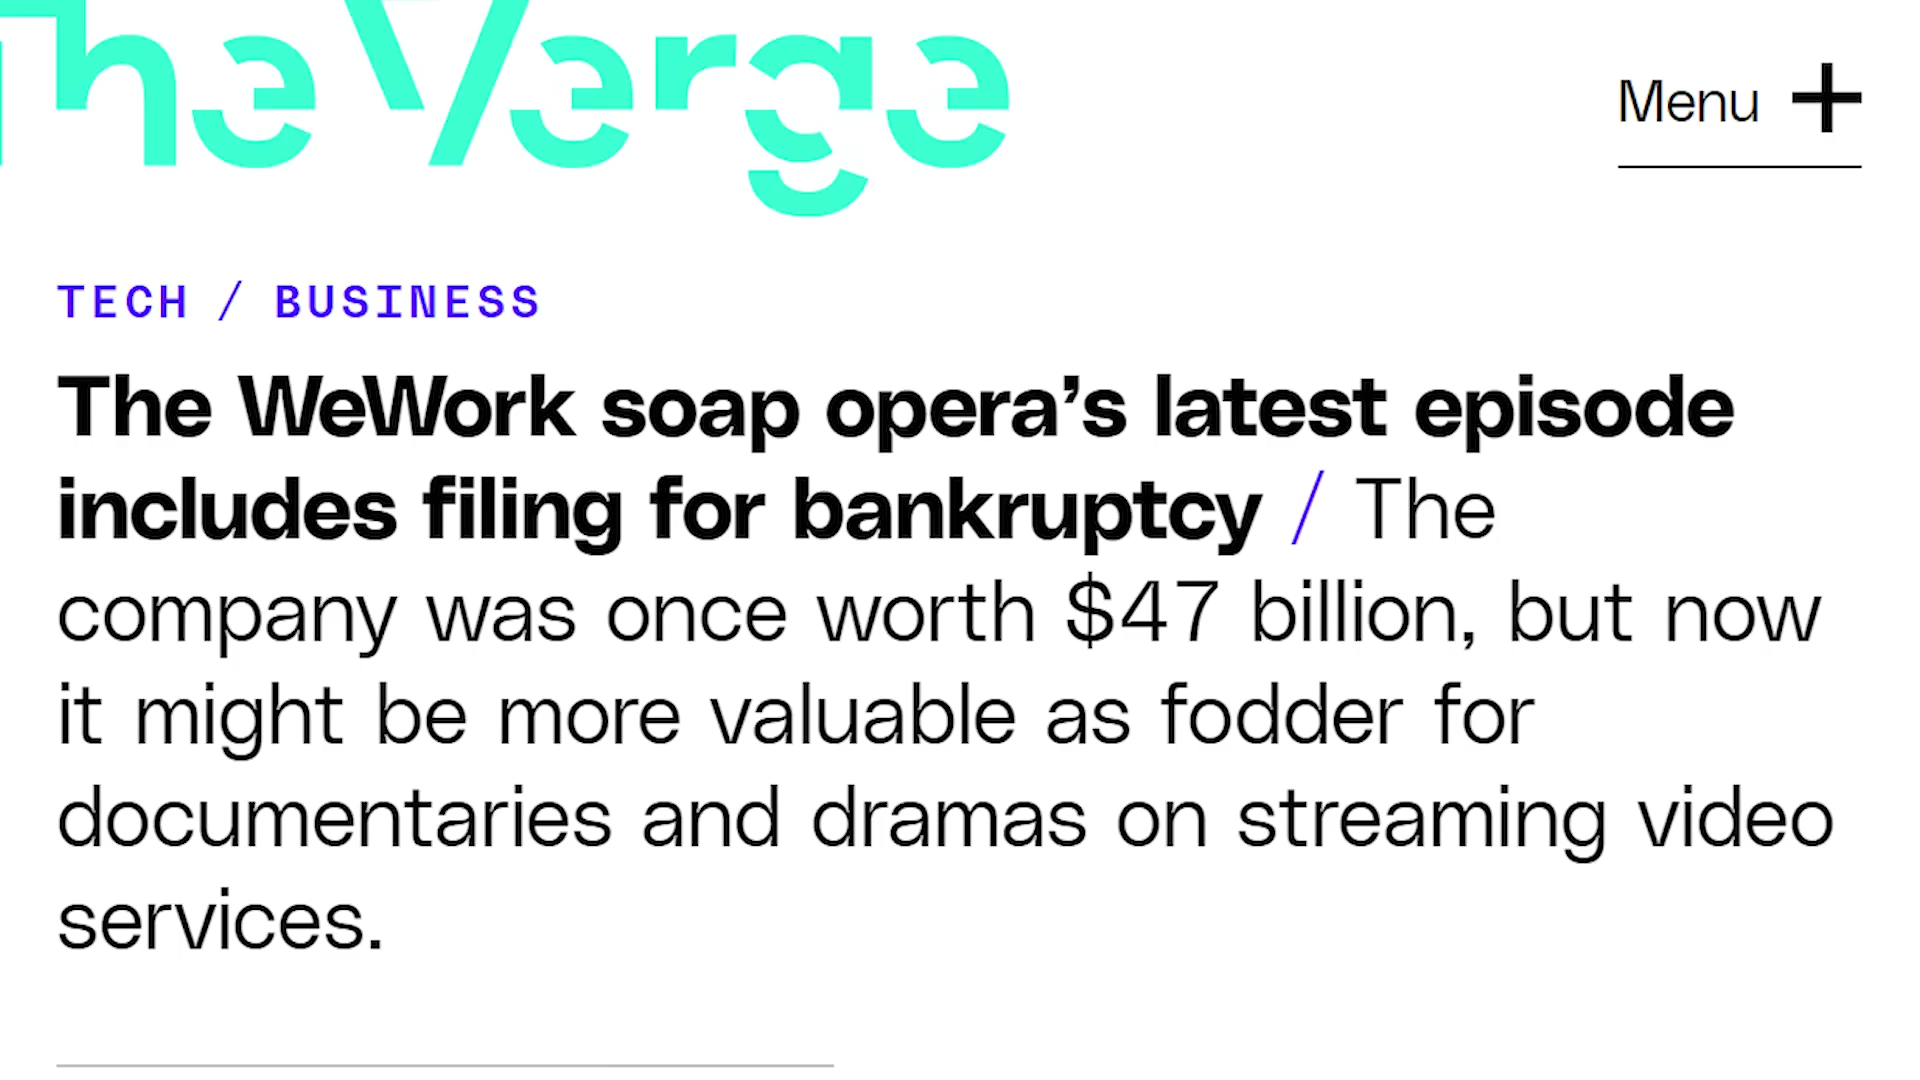 The Verge
Menu
TECH / BUSINESS
The WeWork soap opera’s latest episode
includes filing for bankruptcy / The
company was once worth $47 billion, but now
it might be more valuable as fodder for
documentaries and dramas on streaming video
services.